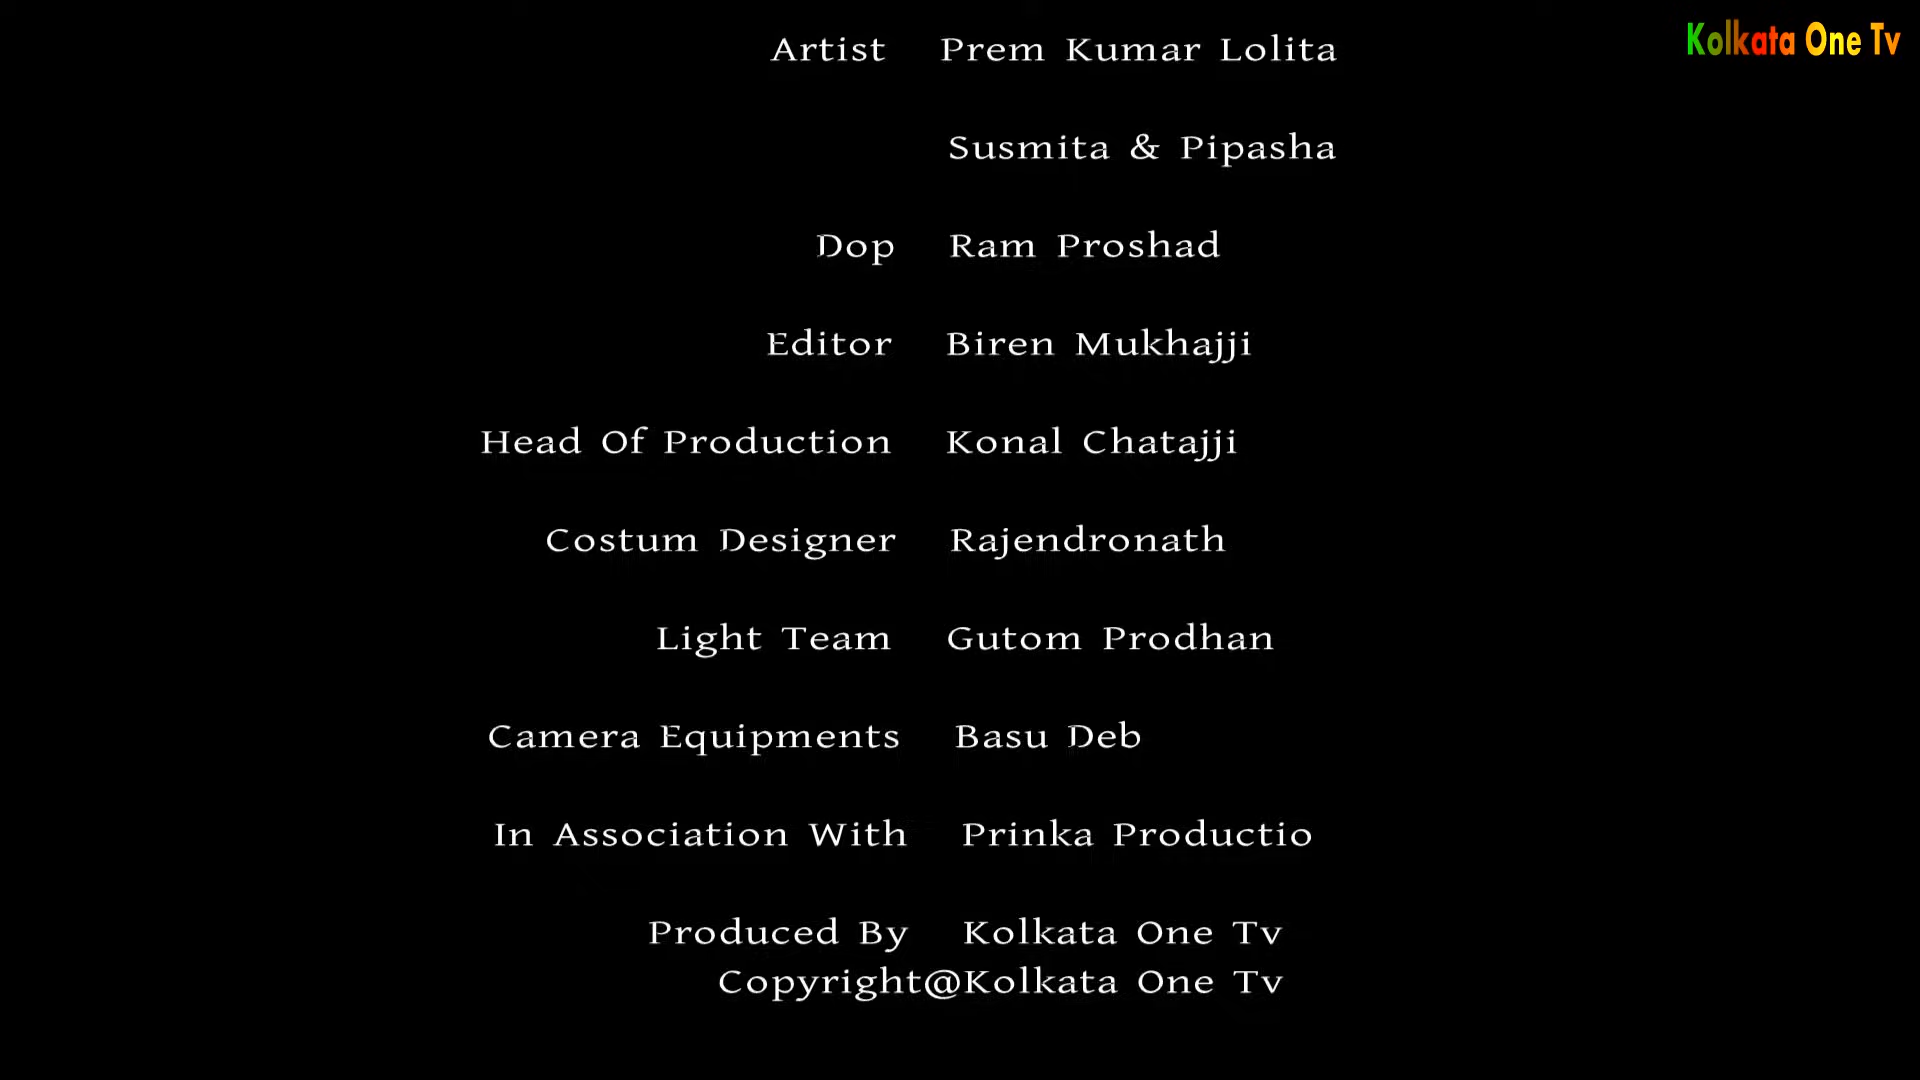 Kolkata One Tv
Artist Prem Kumar Lolita
Susmita & Pipasha
Dop Ram Proshad
Editor Biren Mukhajji
Head Of Production Konal Chatajji
Costum Designer Rajendronath
Light Team Gutom Prodhan
Camera Equipments Basu Deb
In Association With Prinka Productio
Produced By Kolkata One Tv
Copyright@Kolkata One Tv